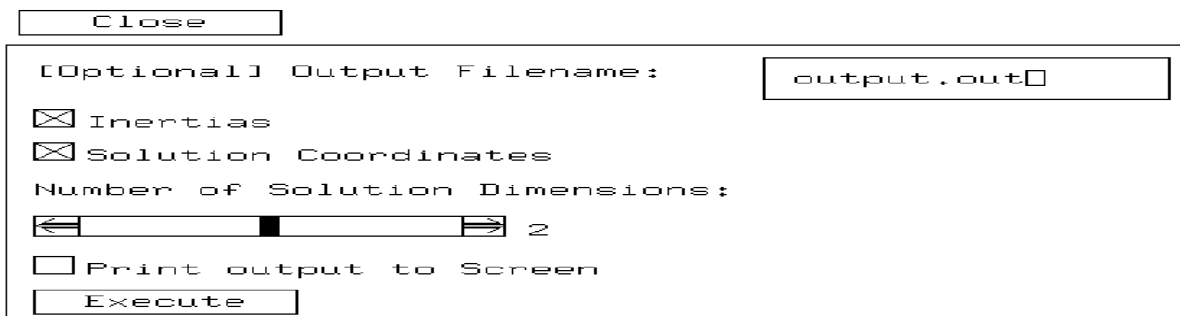 Close
[Optional] Output Filename: output.out
Inertias
Solution Coordinates
Number of Solution Dimensions:
2
Print output to Screen
Execute